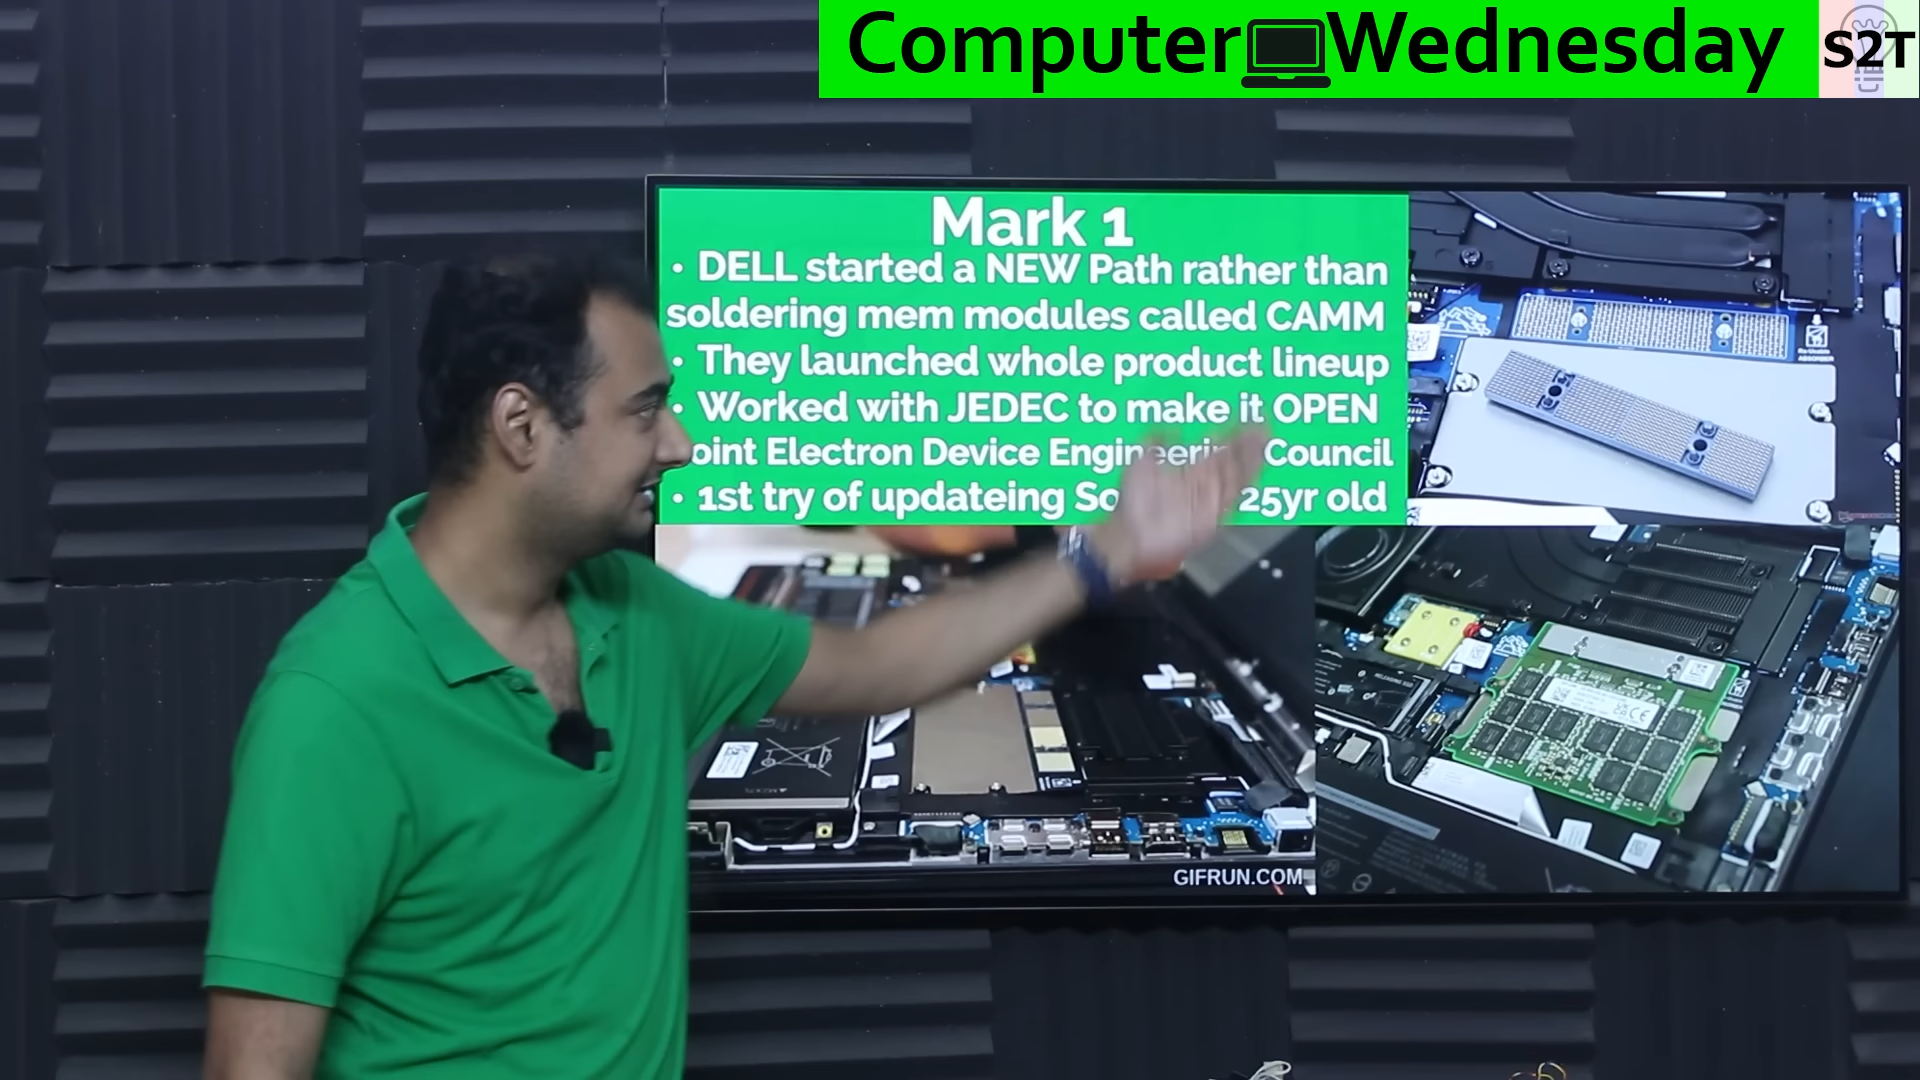 Computer Wednesday
S2T
Mark 1
• DELL started a NEW Path rather than
soldering mem modules called CAMM
• They launched whole product lineup
• Worked with JEDEC to make it OPEN
oint Electron Device Engineerin Council
• 1st try of updateing So 25yr old
GIFRUN.COM